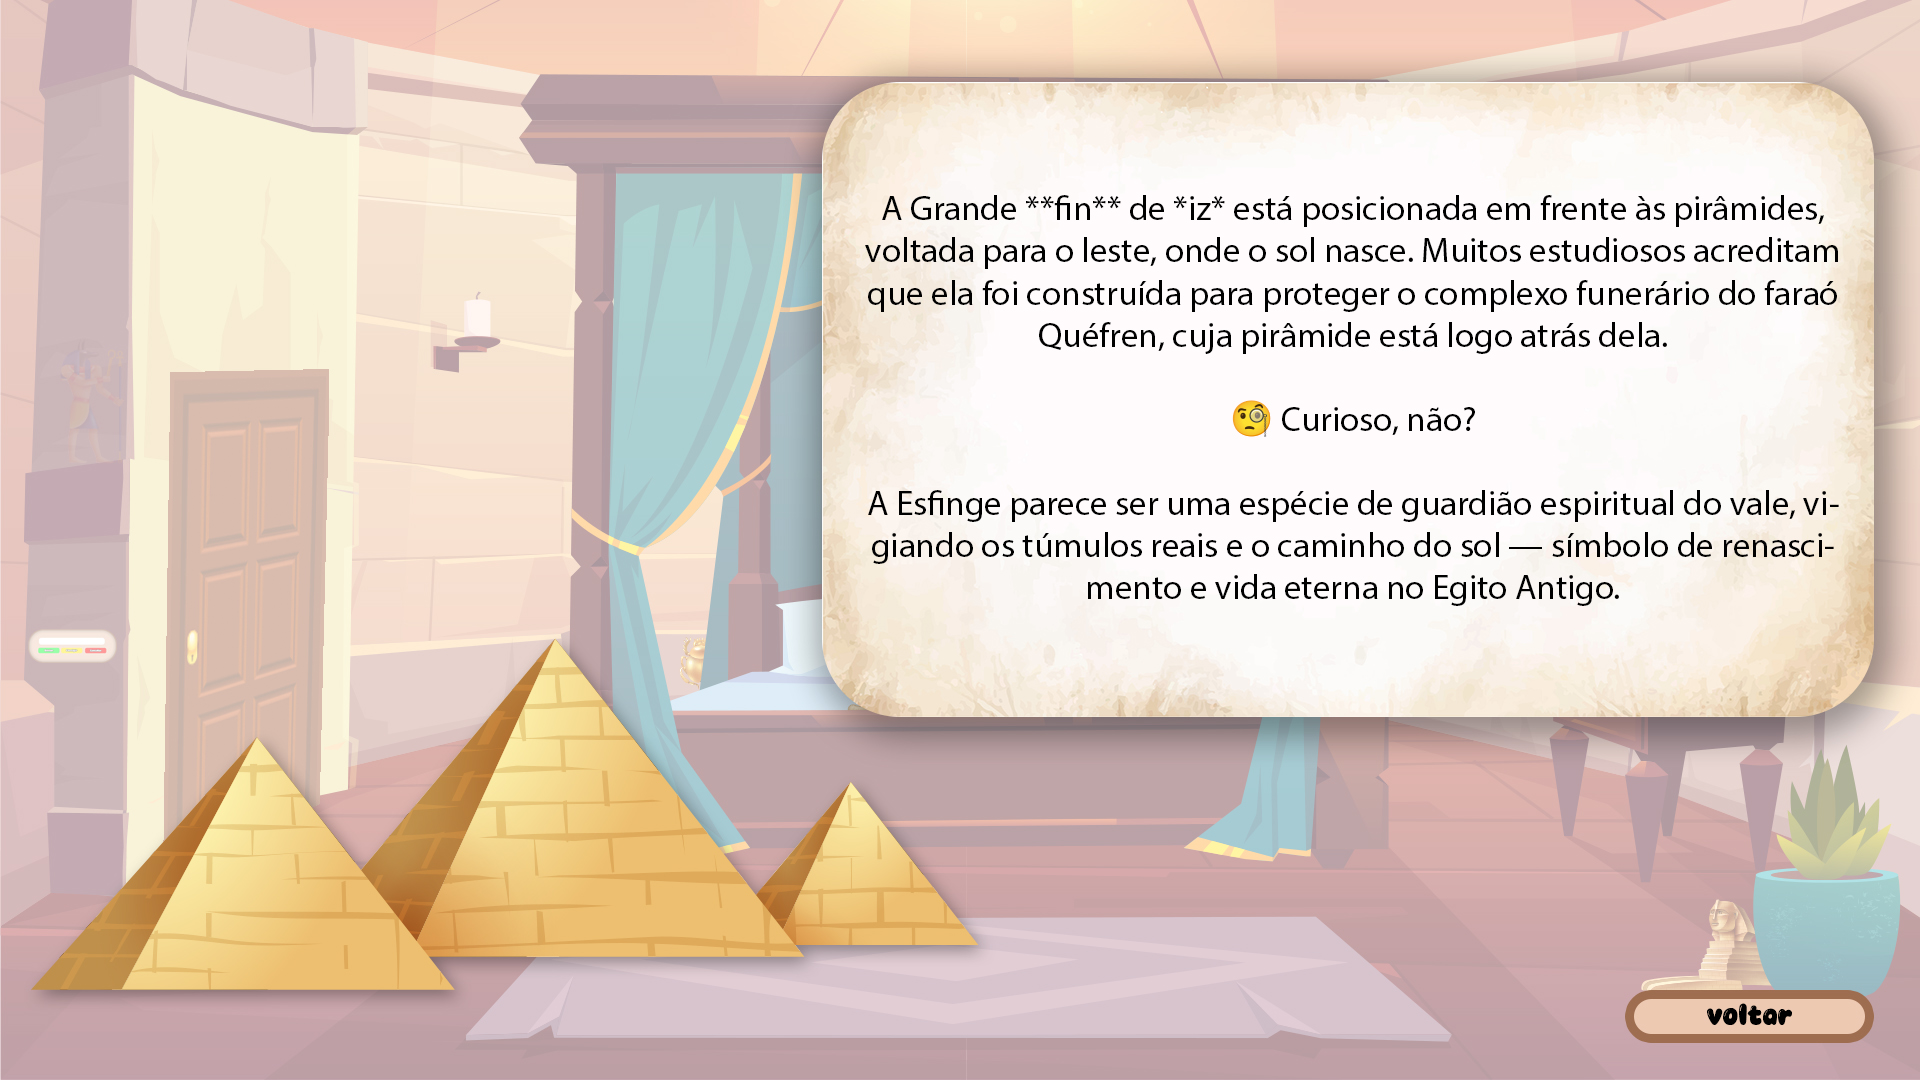 A Grande **fin** de *iz* está posicionada em frente às pirâmides,
voltada para o leste, onde o sol nasce. Muitos estudiosos acreditam
que ela foi construída para proteger o complexo funerário do faraó
Quéfren, cuja pirâmide está logo atrás dela.
🧐 Curioso, não?
A Esfinge parece ser uma espécie de guardião espiritual do vale, vi-
giando os túmulos reais e o caminho do sol — símbolo de renasci-
mento e vida eterna no Egito Antigo.
voltar